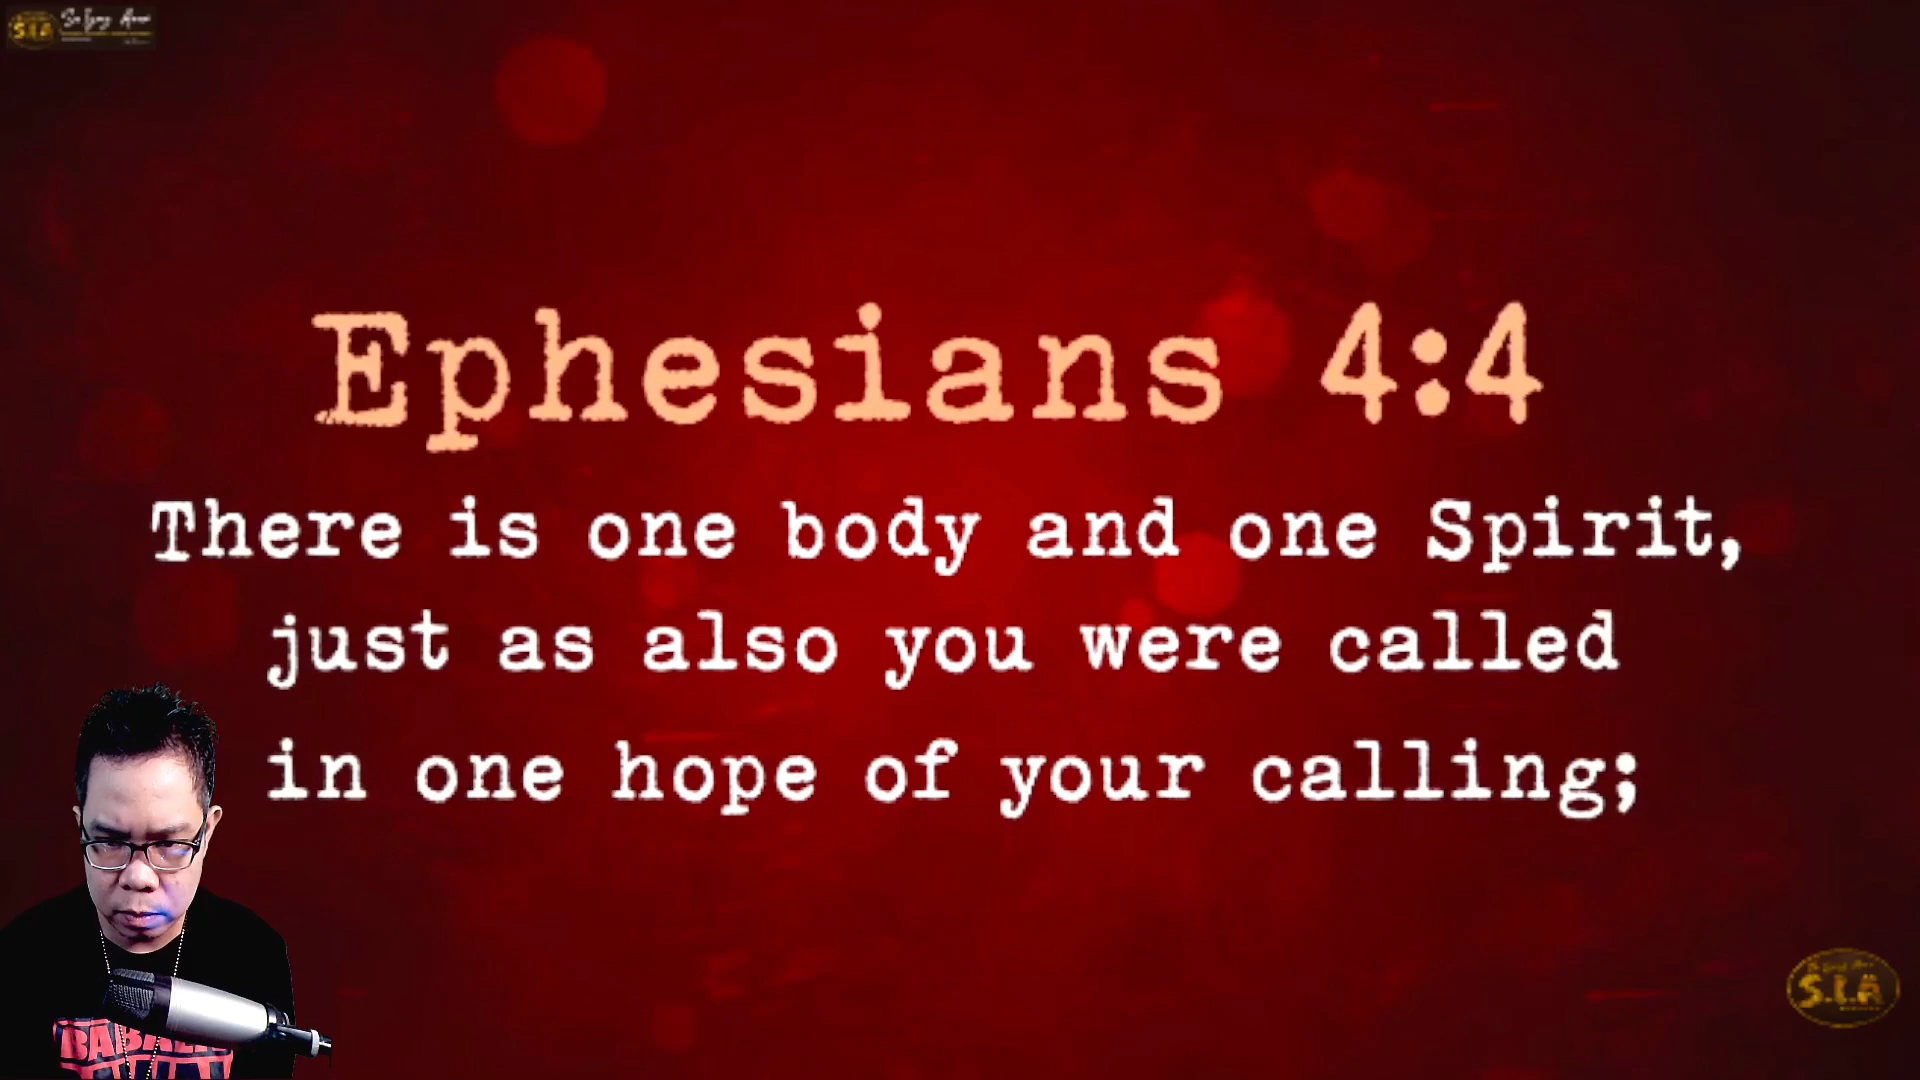 S.I.A
Ephesians 4:4
There is one body and one Spirit,
just as also you were called
in one hope of your calling;
S.I.A